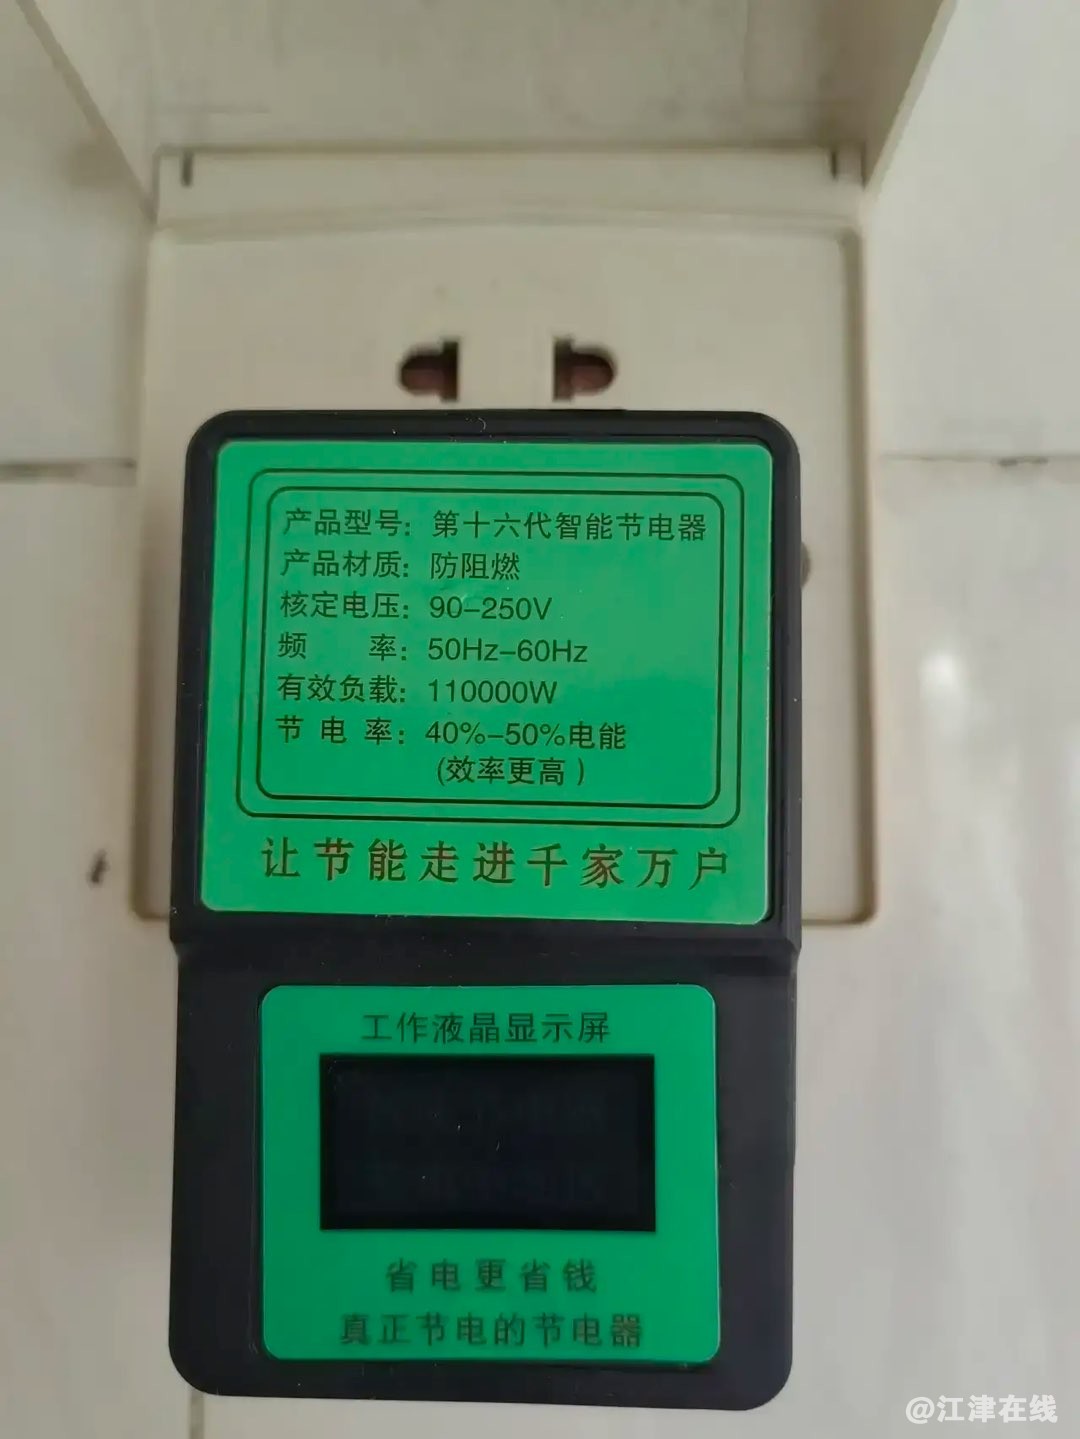 产品型号：第十六代智能节电器
产品材质：防阻燃
核定电压：90-250V
频 率：50Hz-60Hz
有效负载：110000W
节电率：40%-50%电能
(效率更高)
让节能走进千家万户
工作液晶显示屏
省电更省钱
真正节电的节电器
@江津在线